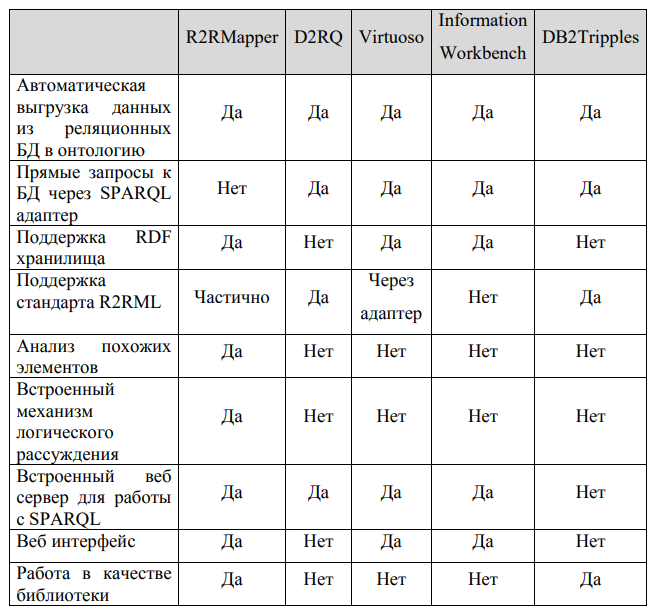 R2RMapper D2RQ Virtuoso Information Workbench DB2Tripples
Автоматическая
выгрузка данных
из реляционных
БД в онтологию
Да Да Да Да Да
Прямые запросы к
БД через SPARQL
адаптер
Нет Да Да Да Да
Поддержка RDF
хранилища
Да Нет Да Да Нет
Поддержка
стандарта R2RML
Частично Да Через адаптер Нет Да
Анализ похожих
элементов
Да Нет Нет Нет Нет
Встроенный
механизм
логического
рассуждения
Да Нет Нет Нет Нет
Встроенный веб
сервер для работы
с SPARQL
Да Да Да Да Нет
Веб интерфейс
Да Нет Да Да Нет
Работа в качестве
библиотеки
Да Нет Нет Нет Да